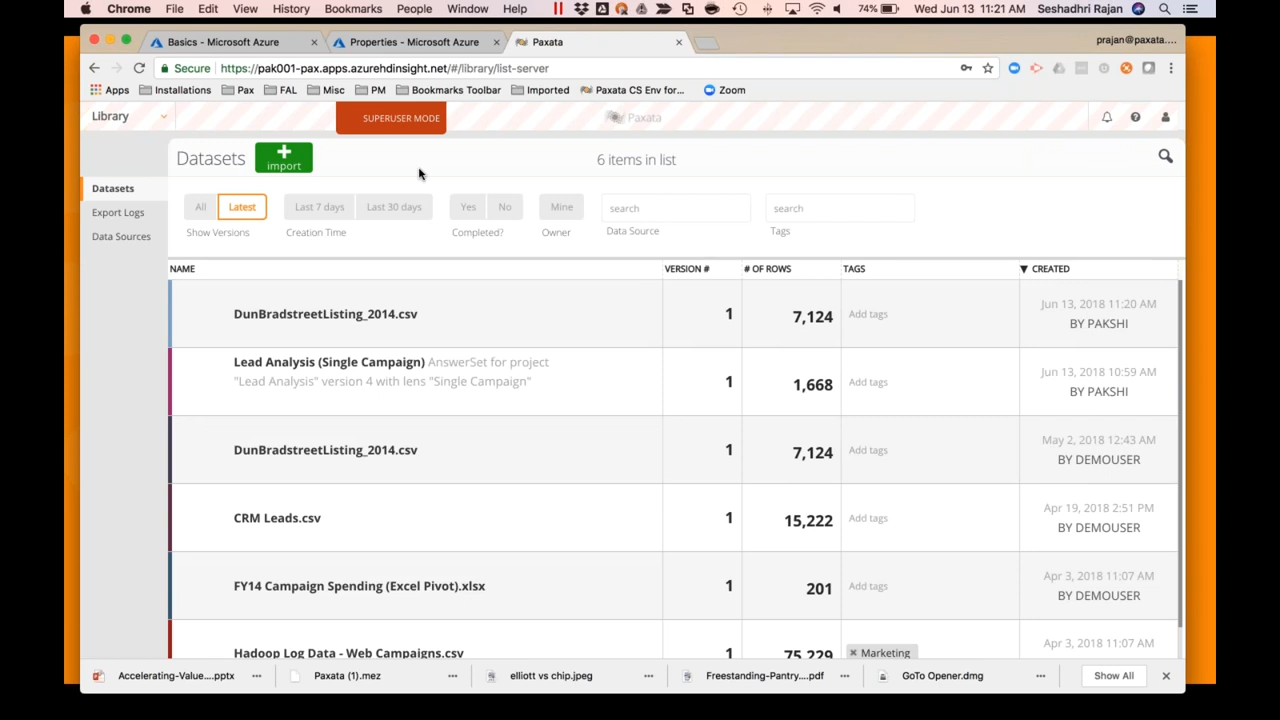 Chrome File Edit View History Bookmarks People Window Help 74% Wed Jun 13 11:21 AM Seshadhri Rajan
Basics - Microsoft Azure × Properties - Microsoft Azure × Paxata × prajan@paxata....
Secure https://pak001-pax.apps.azurehdinsight.net/#/library/list-server
Apps Installations Pax FAL Misc PM Bookmarks Toolbar Imported Paxata CS Env for... Zoom
Library SUPERUSER MODE Paxata
Datasets + import 6 items in list
Datasets
Export Logs
Data Sources
All Latest Last 7 days Last 30 days Yes No Mine search search
Show Versions Creation Time Completed? Owner Data Source Tags
NAME VERSION # # OF ROWS TAGS ▼ CREATED
DunBradstreetListing_2014.csv 1 7,124 Add tags Jun 13, 2018 11:20 AM
BY PAKSHI
Lead Analysis (Single Campaign) AnswerSet for project
"Lead Analysis" version 4 with lens "Single Campaign" 1 1,668 Add tags Jun 13, 2018 10:59 AM
BY PAKSHI
DunBradstreetListing_2014.csv 1 7,124 Add tags May 2, 2018 12:43 AM
BY DEMOUSER
CRM Leads.csv 1 15,222 Add tags Apr 19, 2018 2:51 PM
BY DEMOUSER
FY14 Campaign Spending (Excel Pivot).xlsx 1 201 Add tags Apr 3, 2018 11:07 AM
BY DEMOUSER
Hadoop Log Data - Web Campaigns.csv 1 75,229 × Marketing Apr 3, 2018 11:07 AM
Accelerating-Value....pptx ... Paxata (1).mez ... elliott vs chip.jpeg ... Freestanding-Pantry....pdf ... GoTo Opener.dmg ... Show All ×